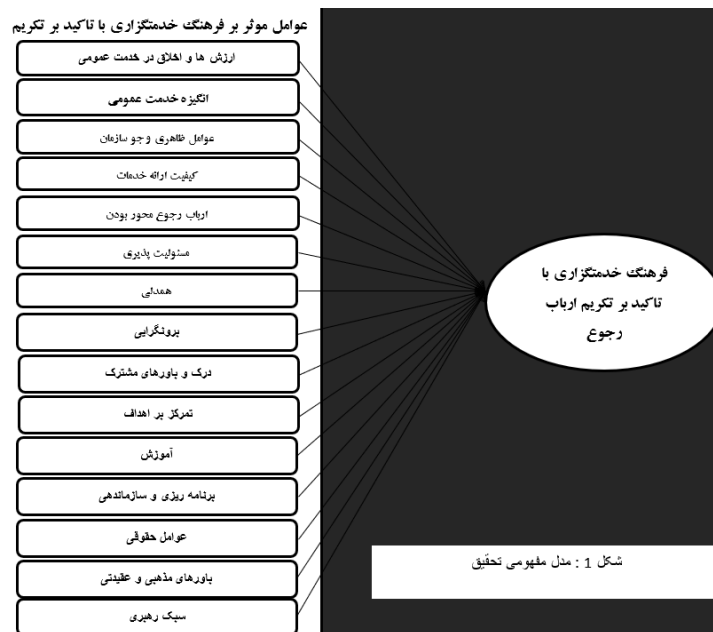 عوامل موثر بر فرهنگ خدمتگزاری با تاکید بر تکریم
ارزش ها و اخلاق در خدمت عمومی
انگیزه خدمت عمومی
عوامل ظاهری و جو سازمان
کیفیت ارائه خدمات
ارباب رجوع محور بودن
مسئولیت پذیری
همدلی
برونگرایی
درک و باورهای مشترک
تمرکز بر اهداف
آموزش
برنامه ریزی و سازماندهی
عوامل حقوقی
باورهای مذهبی و عقیدتی
سبک رهبری
فرهنگ خدمتگزاری با
تاکید بر تکریم ارباب
رجوع
شکل 1 : مدل مفهومی تحقیق